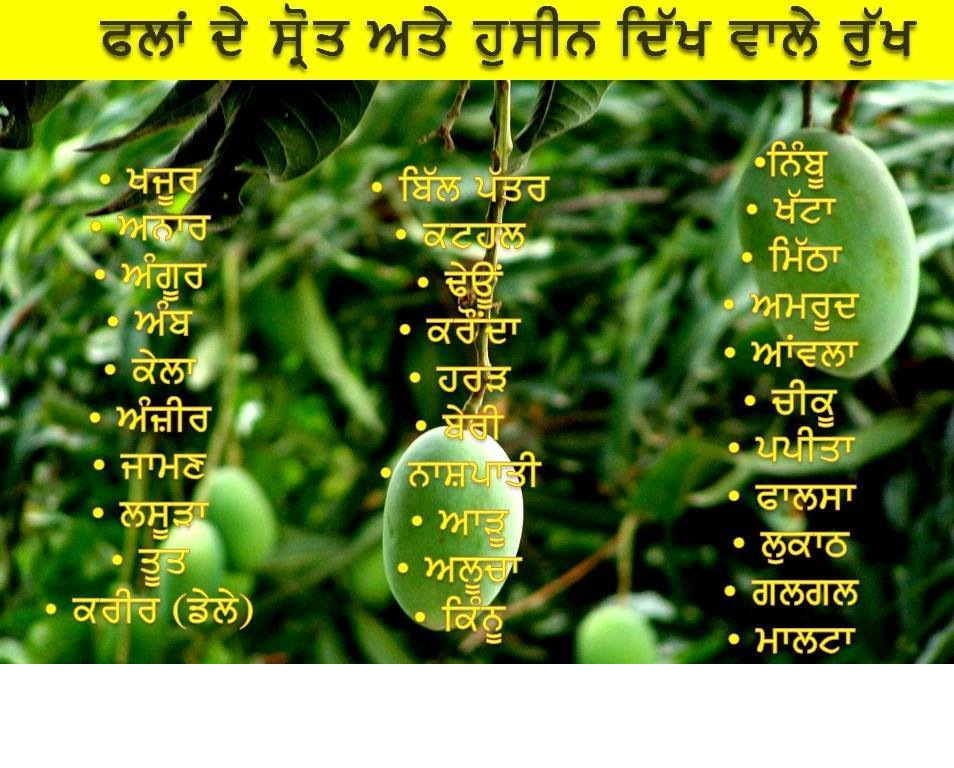 ਫਲਾਂ ਦੇ ਸ੍ਰੋਤ ਅਤੇ ਹੁਸੀਨ ਦਿੱਖ ਵਾਲੇ ਰੁੱਖ
• ਖਜੂਰ
• ਅਨਾਰ
• ਅੰਗੂਰ
• ਅੰਬ
• ਕੇਲਾ
• ਅੰਜ਼ੀਰ
• ਜਾਮਣ
• ਲਸੂੜਾ
• ਤੂਤ
• ਕਰੀਰ (ਡੇਲੇ)
• ਬਿੱਲ ਪੱਤਰ
• ਕਟਹਲ
• ਢੇਊਂ
• ਕਰੌਂਦਾ
• ਹਰੜ
• ਬੇਰੀ
• ਨਾਸ਼ਪਾਤੀ
• ਆੜੂ
• ਅਲੂਚਾ
• ਕਿੰਨੂ
•ਨਿੰਬੂ
• ਖੱਟਾ
• ਮਿੱਠਾ
• ਅਮਰੂਦ
• ਆਂਵਲਾ
• ਚੀਕੂ
• ਪਪੀਤਾ
• ਫਾਲਸਾ
• ਲੁਕਾਠ
• ਗਲਗਲ
• ਮਾਲਟਾ